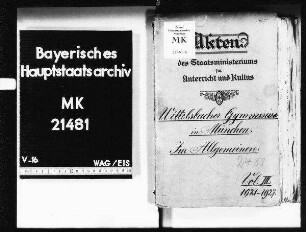 Bayerisches
Hauptstaatsarchiv
MK
21481
V-16
WAG/EIS
MK
Akten
des Staatsministeriums
für
Unterricht und Kultus
Wittelsbacher Gymnasium
in München.
Im Allgemeinen
Vol. III.
1921-1927